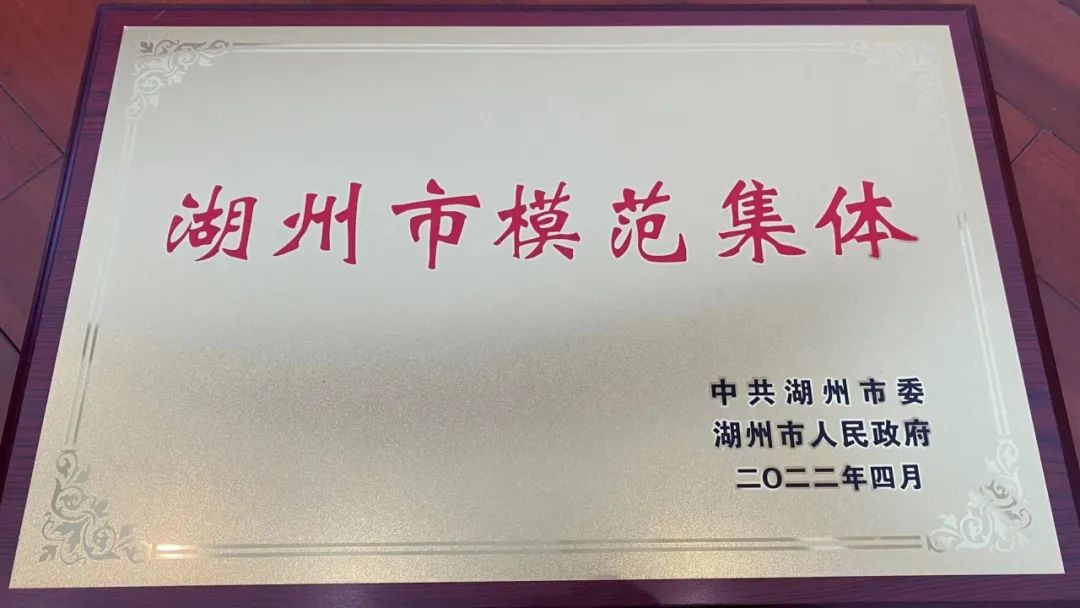 湖州市模范集体
中共湖州市委
湖州市人民政府
二〇二二年四月